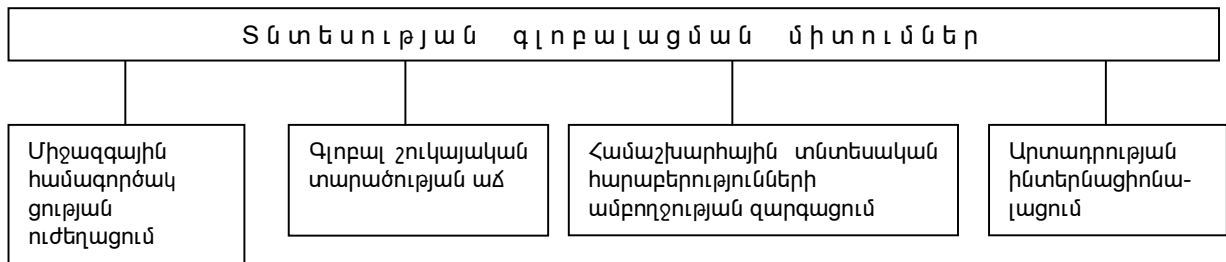 Տնտեսության գլոբալացման միտումներ
Միջազգային
համագործակ
ցության
ուժեղացում
Գլոբալ շուկայական
տարածության աճ
Համաշխարհային տնտեսական
հարաբերությունների
ամբողջության զարգացում
Արտադրության
ինտերնացիոնա-
լացում